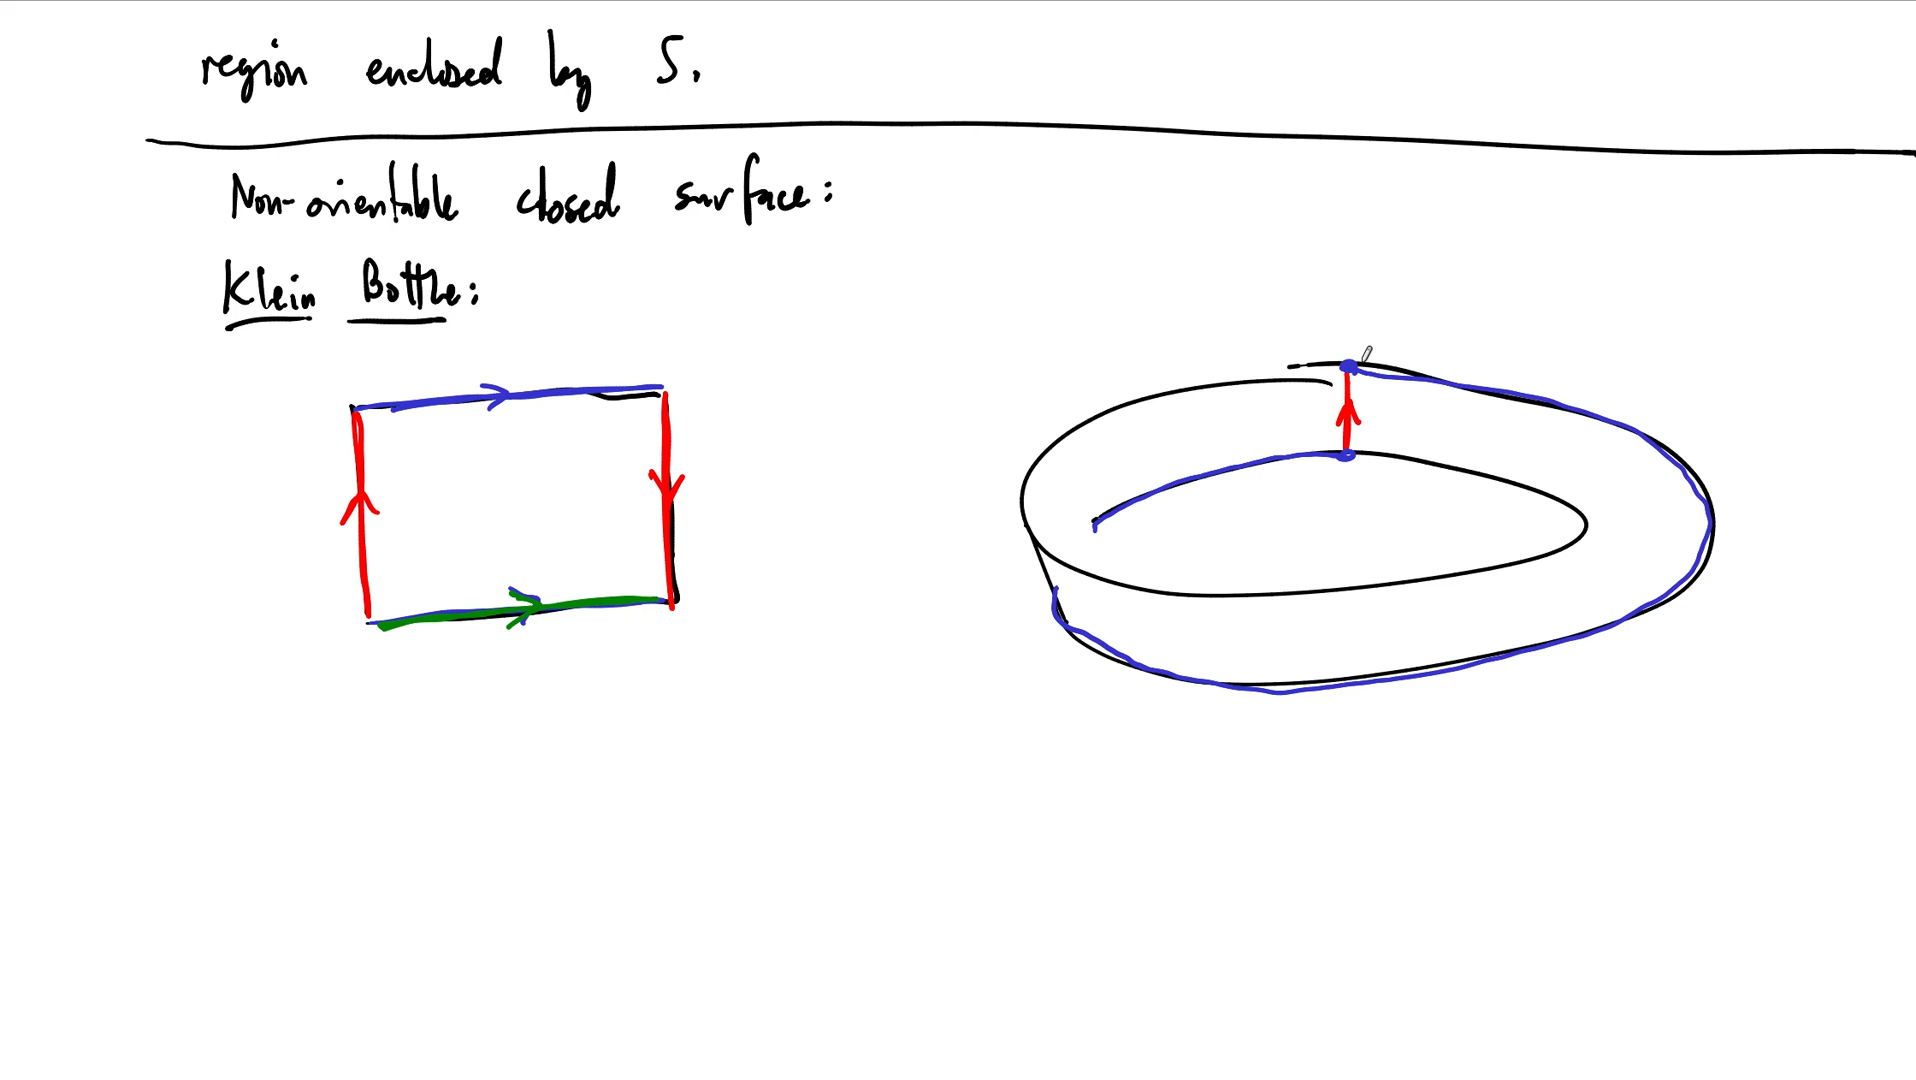 region enclosed by S.
Non-orientable closed surface:
Klein Bottle: